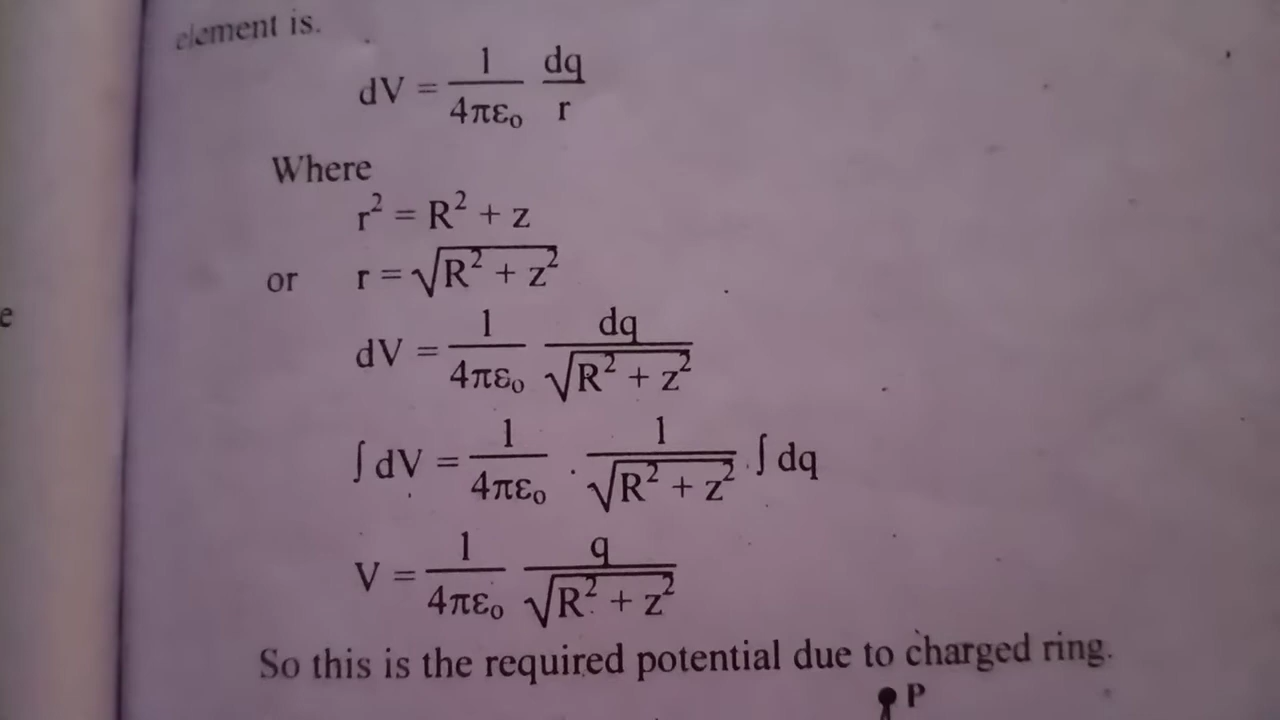 element is.
dV = 1/4πε₀ dq/r
Where
r² = R² + z
or r = √(R² + z²)
e
dV = 1/4πε₀ dq/√(R² + z²)
∫ dV = 1/4πε₀ . 1/√(R² + z²) . ∫ dq
V = 1/4πε₀ q/√(R² + z²)
So this is the required potential due to charged ring.
P